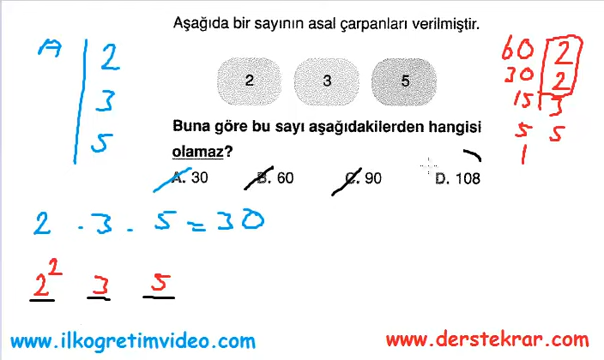 Aşağıda bir sayının asal çarpanları verilmiştir.
A 2
3
5
2 3 5
60 2
30 2
15 3
5 5
1
Buna göre bu sayı aşağıdakilerden hangisi
olamaz?
A. 30 B. 60 C. 90 D. 108
2 . 3 . 5 = 30
2² 3 5
www.ilkogretimvideo.com www.derstekrar.com